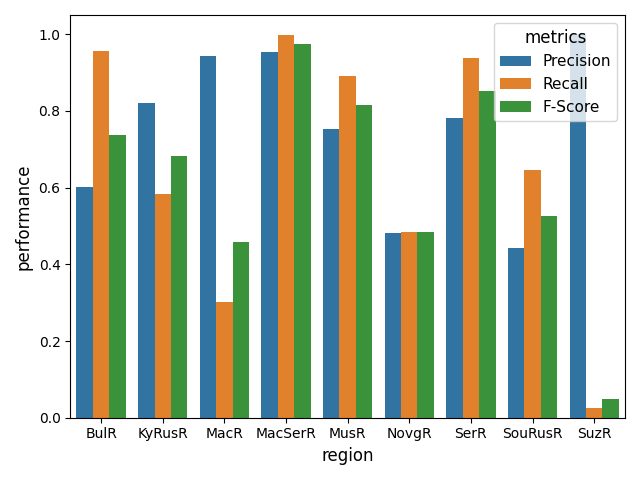 metrics
Precision
Recall
F-Score
performance
1.0
0.8
0.6
0.4
0.2
0.0
BulR KyRusR MacR MacSerR MusR NovgR SerR SouRusR SuzR
region